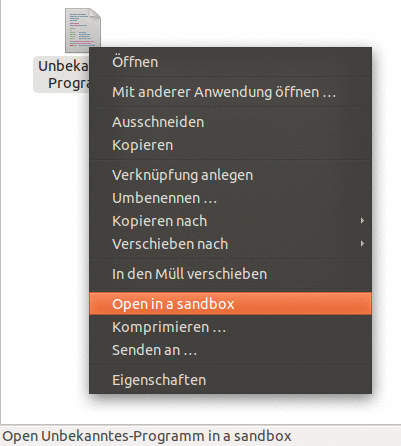 Unbeka
Progra
Öffnen
Mit anderer Anwendung öffnen …
Ausschneiden
Kopieren
Verknüpfung anlegen
Umbenennen …
Kopieren nach
Verschieben nach
In den Müll verschieben
Open in a sandbox
Komprimieren …
Senden an …
Eigenschaften
Open Unbekanntes-Programm in a sandbox